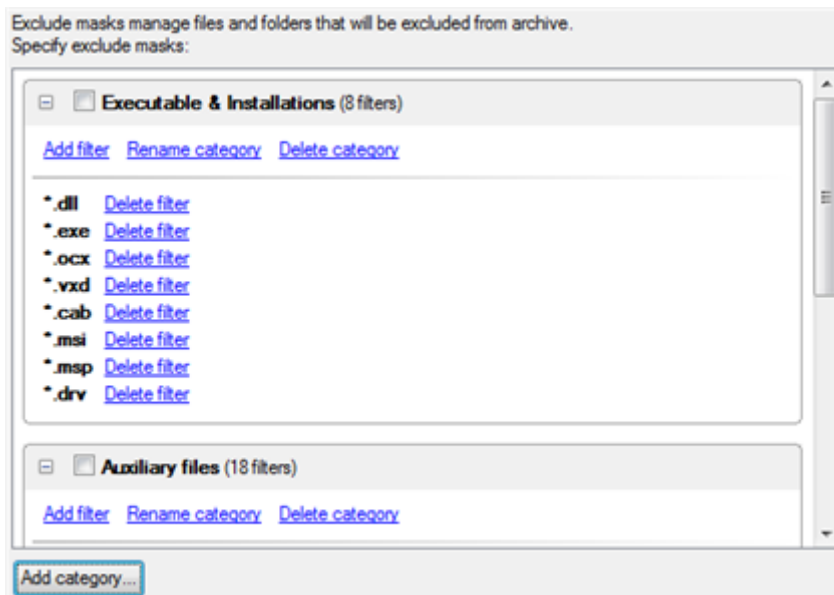 Exclude masks manage files and folders that will be excluded from archive.
Specify exclude masks:
Executable & Installations (8 filters)
Add filter Rename category Delete category
*.dll Delete filter
*.exe Delete filter
*.ocx Delete filter
*.vxd Delete filter
*.cab Delete filter
*.msi Delete filter
*.msp Delete filter
*.drv Delete filter
Auxiliary files (18 filters)
Add filter Rename category Delete category
Add category...